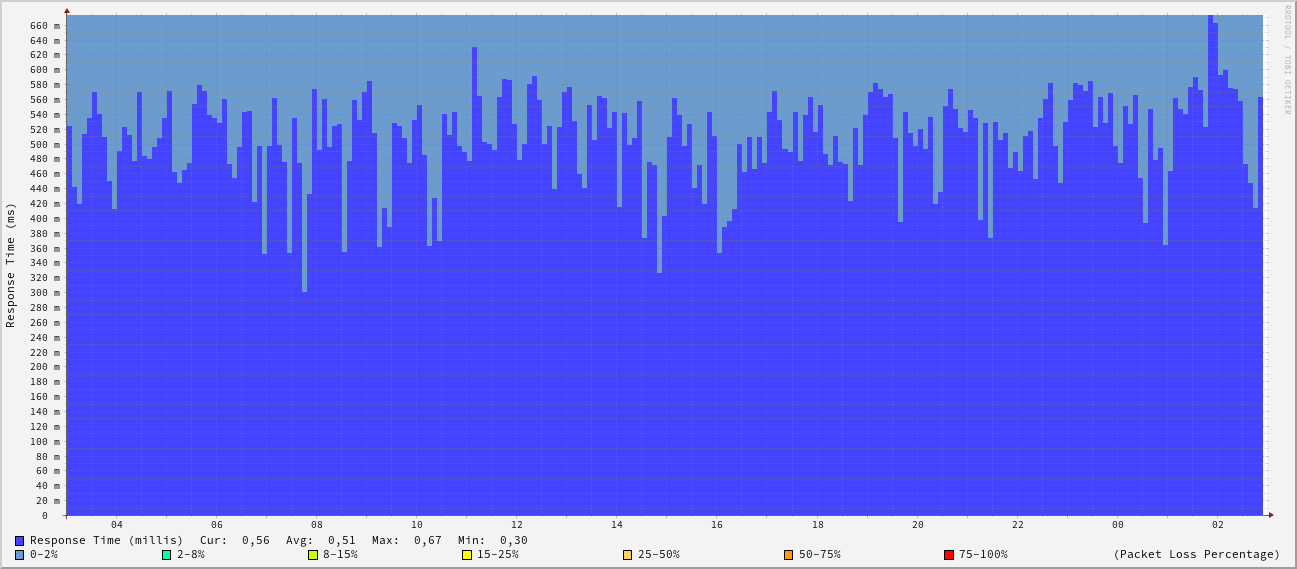 RRDTOOL / TOBI OETIKER
Response Time (ms)
660 m
640 m
620 m
600 m
580 m
560 m
540 m
520 m
500 m
480 m
460 m
440 m
420 m
400 m
380 m
360 m
340 m
320 m
300 m
280 m
260 m
240 m
220 m
200 m
180 m
160 m
140 m
120 m
100 m
80 m
60 m
40 m
20 m
0
04 06 08 10 12 14 16 18 20 22 00 02
Response Time (millis) Cur: 0,56 Avg: 0,51 Max: 0,67 Min: 0,30
0-2% 2-8% 8-15% 15-25% 25-50% 50-75% 75-100% (Packet Loss Percentage)